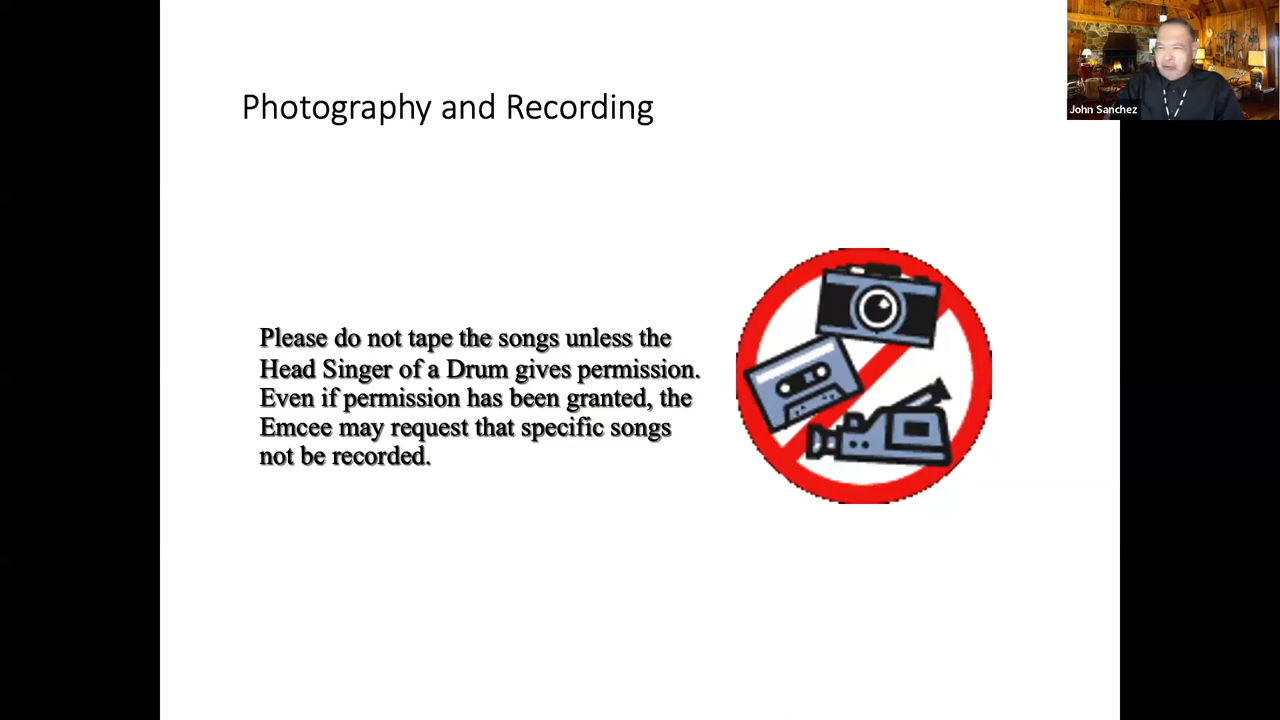 Photography and Recording
John Sanchez
Please do not tape the songs unless the
Head Singer of a Drum gives permission.
Even if permission has been granted, the
Emcee may request that specific songs
not be recorded.